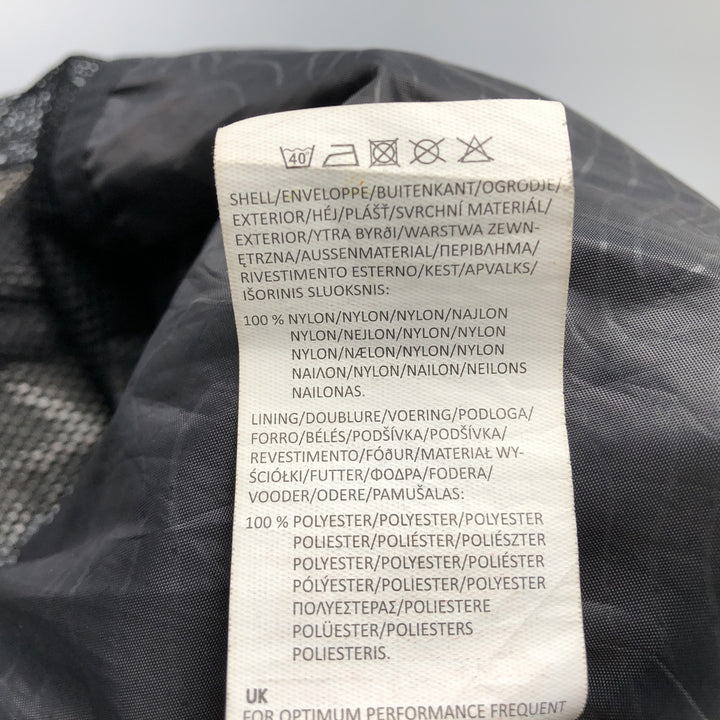 40
SHELL/ENVELOPPE/BUITENKANT/OGRODJE/
EXTERIOR/HÉJ/PLÁŠŤ/SVRCHNÍ MATERIÁL/
EXTERIOR/YTRA BYRði/WARSTWA ZEWN-
ĘTRZNA/AUSSENMATERIAL/ΠΕΡΙΒΛΗΜΑ/
RIVESTIMENTO ESTERNO/KEST/APVALKS/
IŠORINIS SLUOKSNIS:
100 % NYLON/NYLON/NYLON/NAJLON
NYLON/NEJLON/NYLON/NYLON
NYLON/NÆLON/NYLON/NYLON
ΝΑΙΛΟΝ/NYLON/NAILON/NEILONS
NAILONAS.
LINING/DOUBLURE/VOERING/PODLOGA/
FORRO/BÉLÉS/PODŠÍVKA/PODŠÍVKA/
REVESTIMENTO/FÓðUR/MATERIAŁ WY-
ŚCIÓŁKI/FUTTER/ΦΟΔΡΑ/FODERA/
VOODER/ODERE/PAMUŠALAS:
100 % POLYESTER/POLYESTER/POLYESTER
POLIESTER/POLIÉSTER/POLIÉSZTER
POLYESTER/POLYESTER/POLIÉSTER
PÓLÝESTER/POLIESTER/POLYESTER
ΠΟΛΥΕΣΤΕΡΑΣ/POLIESTERE
POLÜESTER/POLIESTERS
POLIESTERIS.
UK
FOR OPTIMUM PERFORMANCE FREQUENT